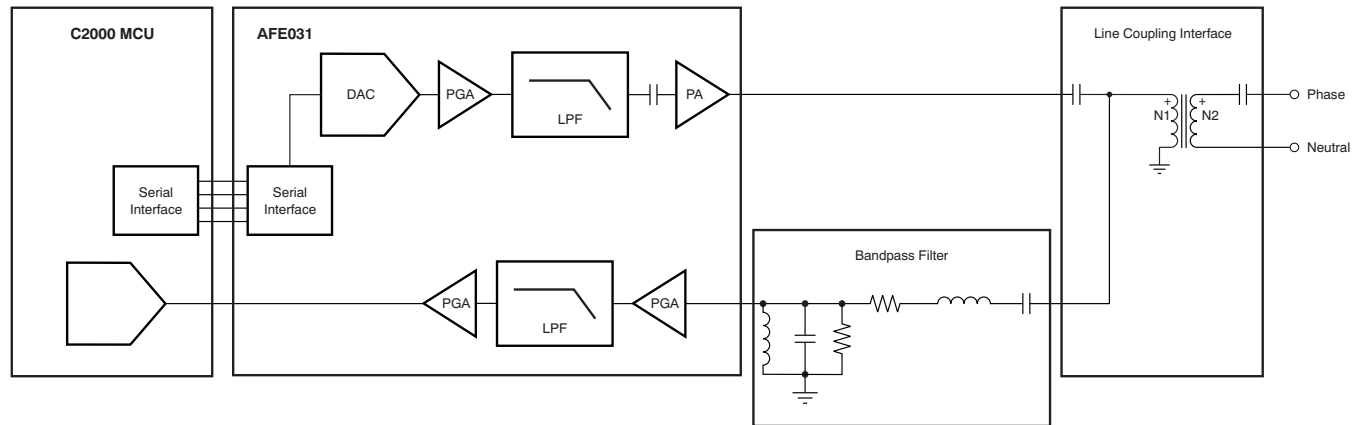 C2000 MCU
AFE031
Line Coupling Interface
DAC
PGA
LPF
PA
+
N1
+
N2
Phase
Neutral
Serial
Interface
Serial
Interface
Bandpass Filter
PGA
LPF
PGA